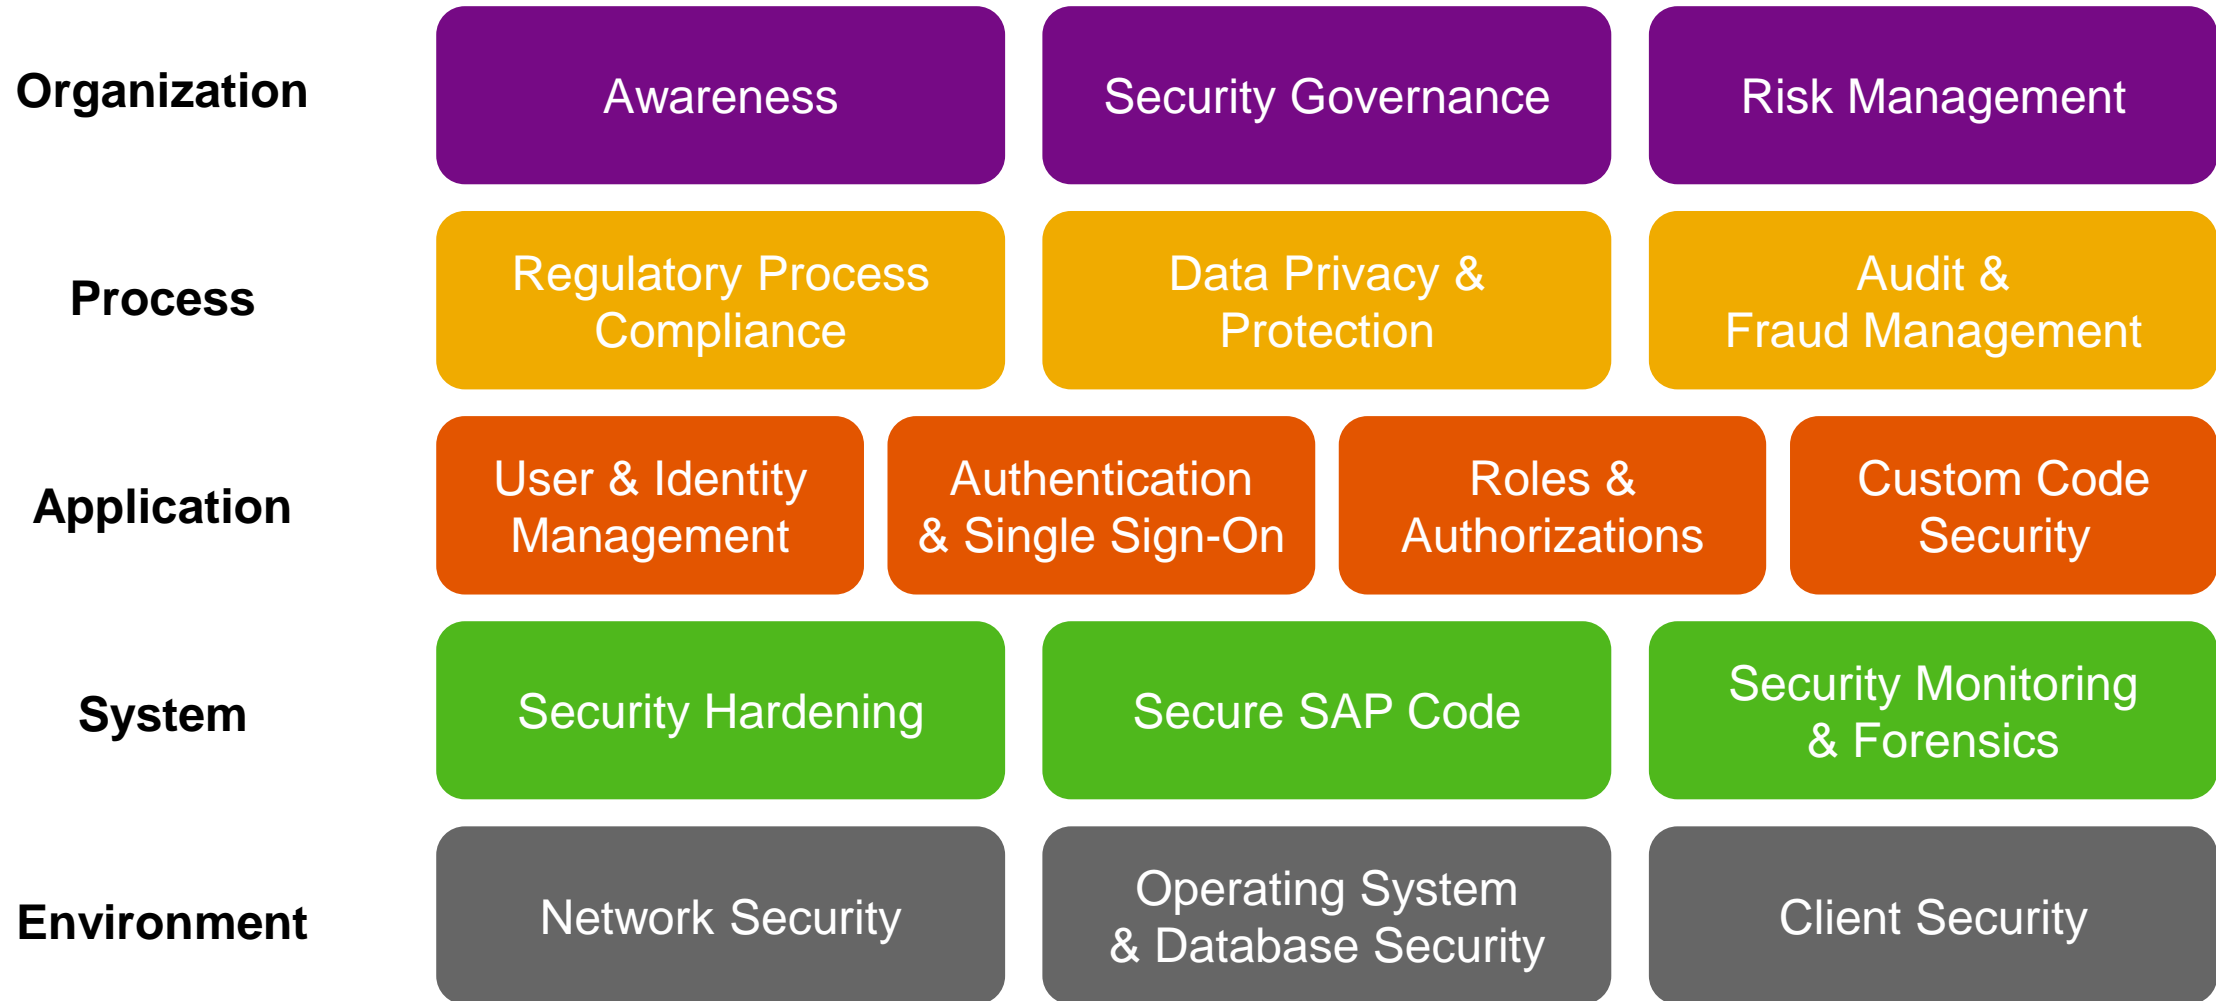 Organization
Awareness
Security Governance
Risk Management
Process
Regulatory Process
Compliance
Data Privacy &
Protection
Audit &
Fraud Management
Application
User & Identity
Management
Authentication
& Single Sign-On
Roles &
Authorizations
Custom Code
Security
System
Security Hardening
Secure SAP Code
Security Monitoring
& Forensics
Environment
Network Security
Operating System
& Database Security
Client Security